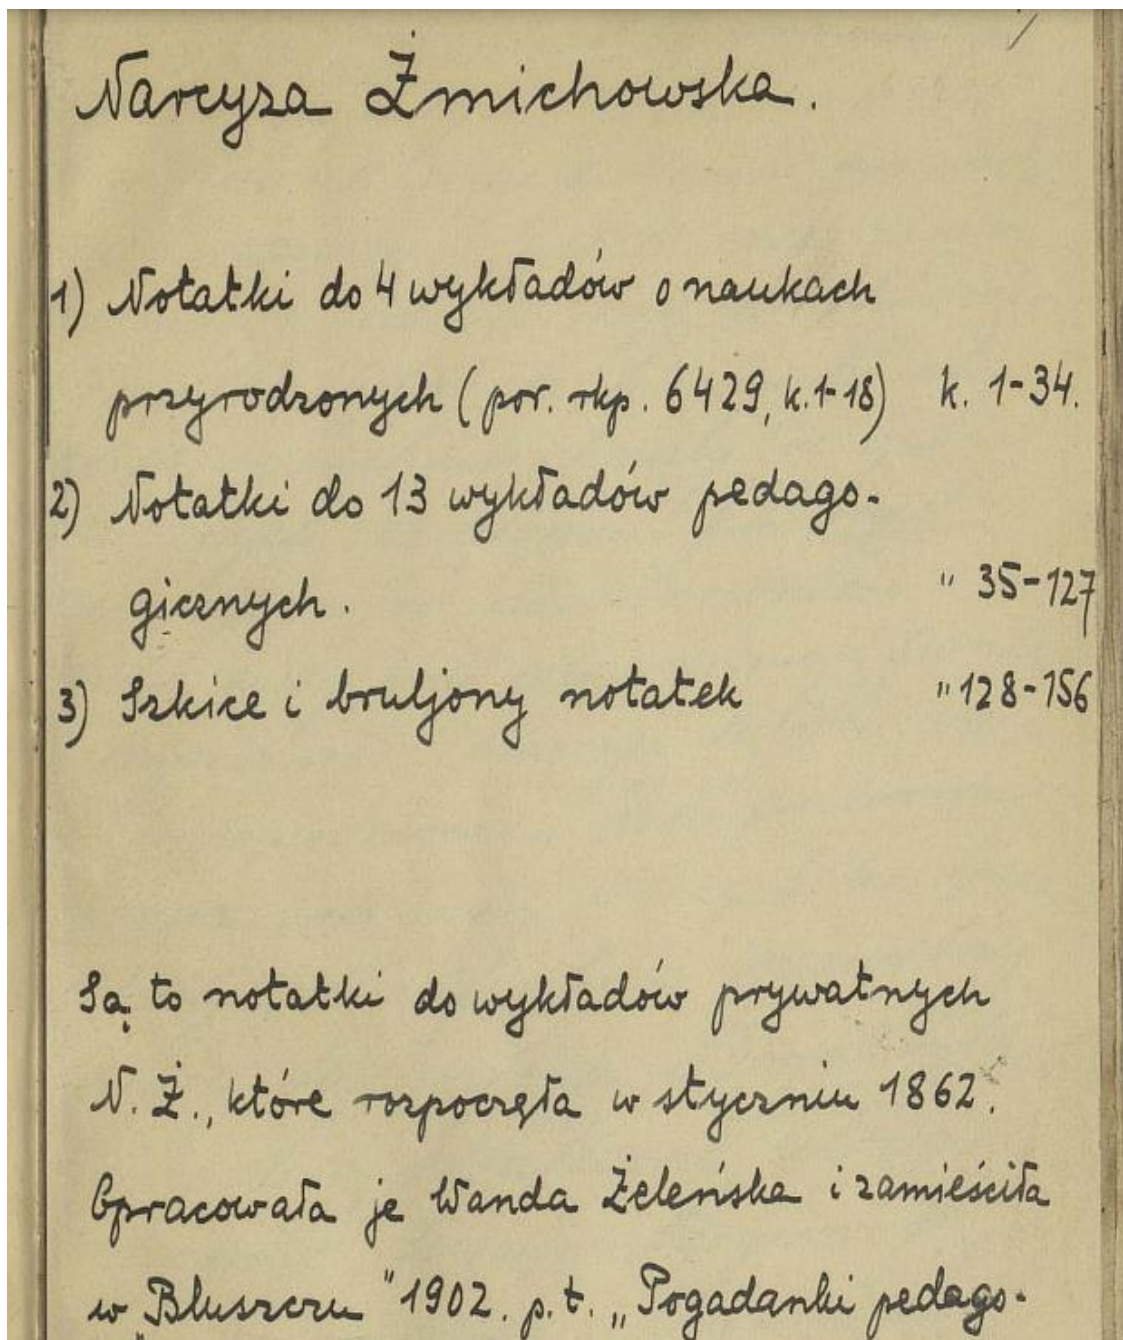 Narcyza Żmichowska.
1) Notatki do 4 wykładów o naukach
przyrodzonych (por. rkp. 6429, k. 1-18) k. 1-34.
2) Notatki do 13 wykładów pedago-
gicznych. " 35-127
3) Szkice i bruljony notatek " 128-156
Są to notatki do wykładów prywatnych
N. Ż., które rozpoczęła w styczniu 1862.
Opracowała je Wanda Żeleńska i zamieściła
w „Bluszczu" 1902. p. t. „Pogadanki pedago-